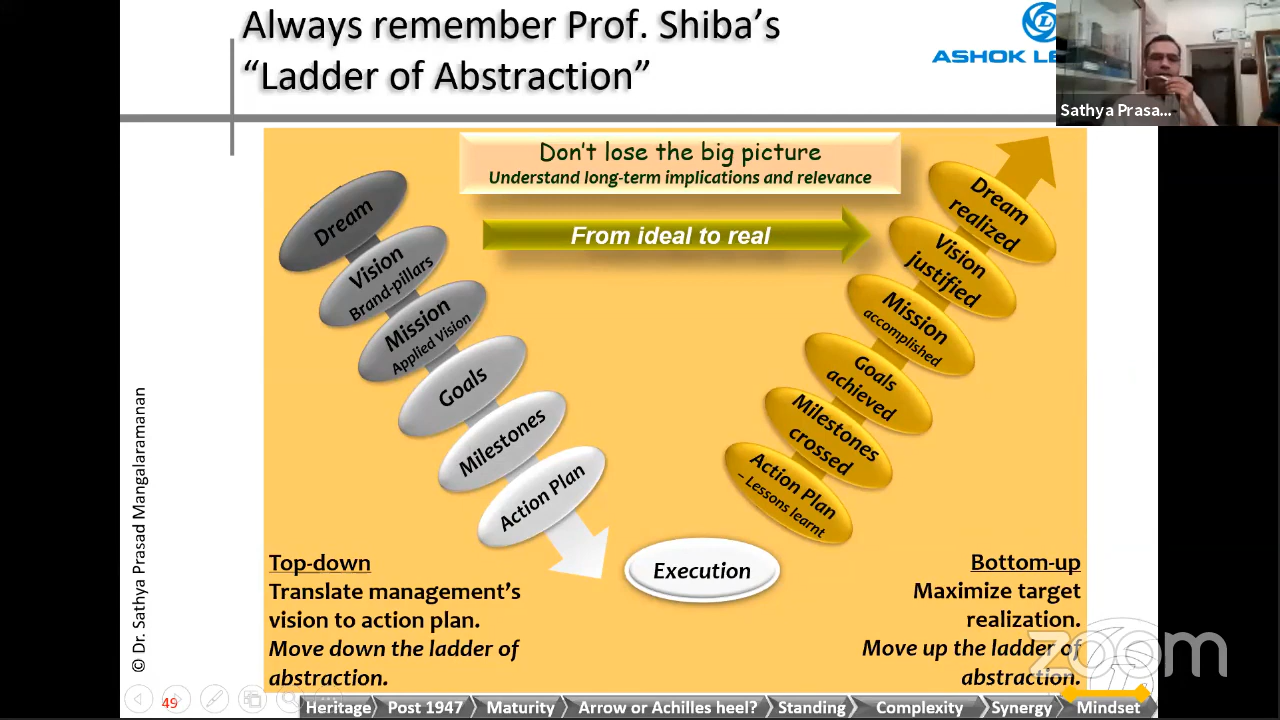 Always remember Prof. Shiba's
"Ladder of Abstraction"
ASHOK LE
Sathya Prasa...
Don't lose the big picture
Understand long-term implications and relevance
From ideal to real
Dream
Vision
Brand-pillars
Mission
Applied Vision
Goals
Milestones
Action Plan
Execution
Dream
realized
Vision
justified
Mission
accomplished
Goals
achieved
Milestones
crossed
Action Plan
– Lessons learnt
Top-down
Translate management's
vision to action plan.
Move down the ladder of
abstraction.
Bottom-up
Maximize target
realization.
Move up the ladder of
abstraction.
zoom
© Dr. Sathya Prasad Mangalaramanan
49
Heritage
Post 1947
Maturity
Arrow or Achilles heel?
Standing
Complexity
Synergy
Mindset